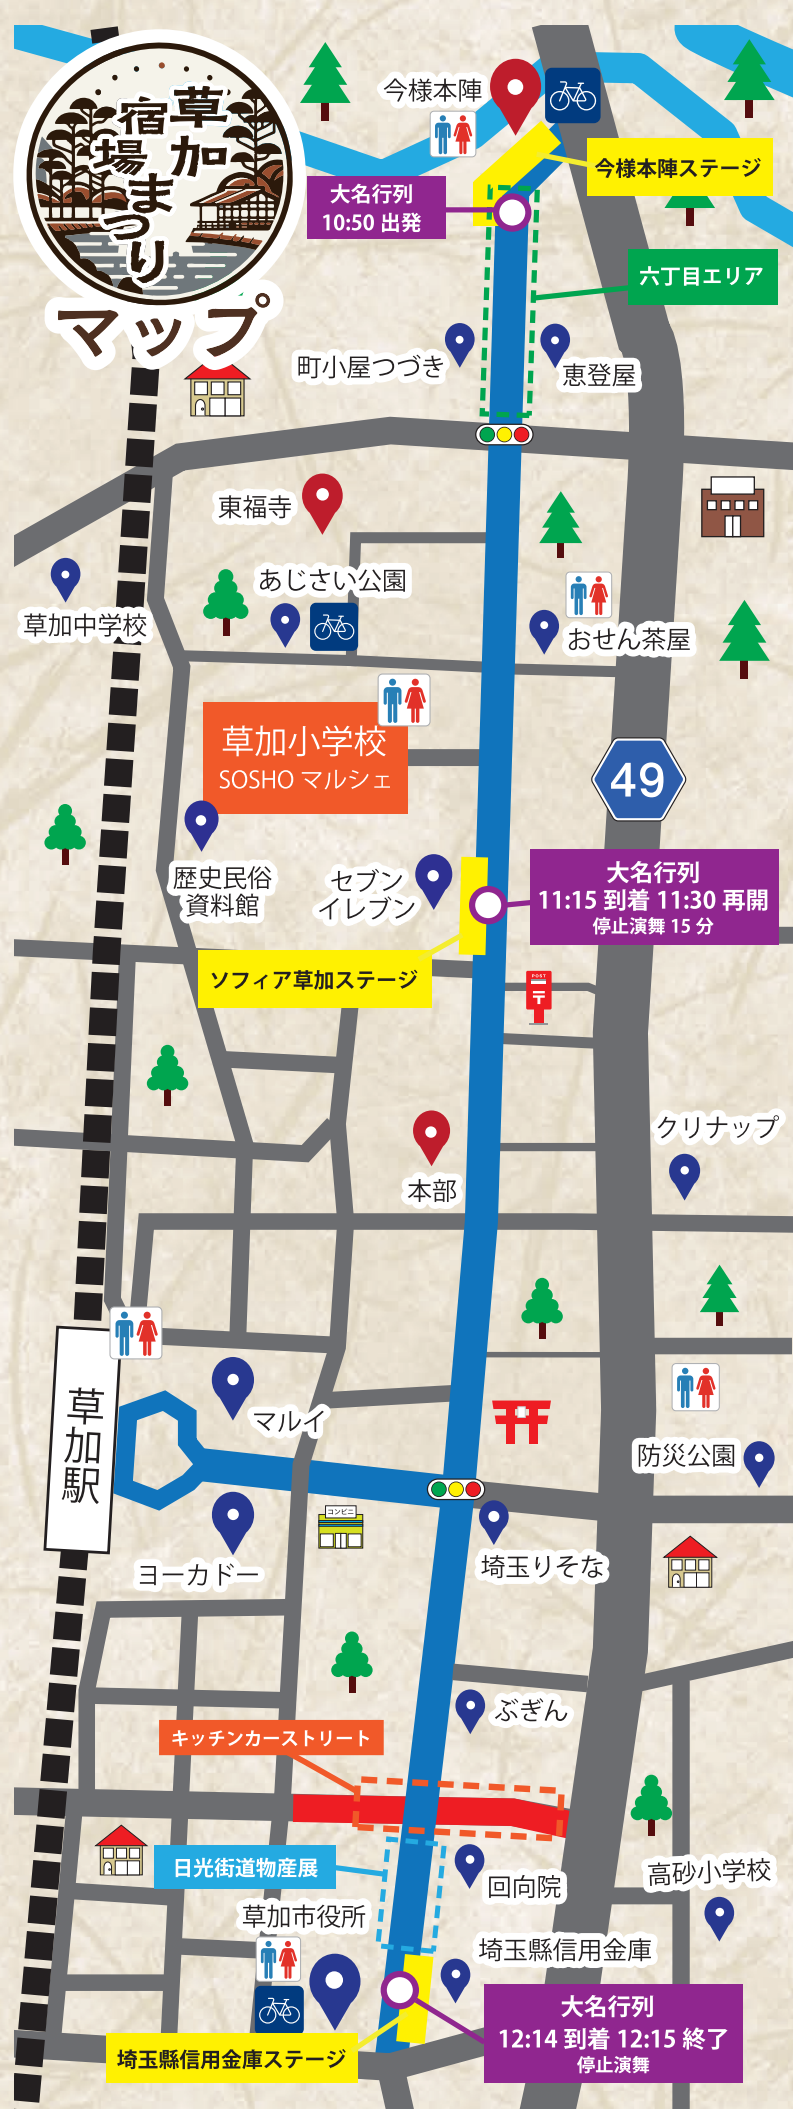 草加
宿場
まつり
マップ
今様本陣
今様本陣ステージ
大名行列
10:50 出発
六丁目エリア
町小屋つづき
恵登屋
東福寺
あじさい公園
草加中学校
おせん茶屋
草加小学校
SOSHO マルシェ
49
歴史民俗
資料館
セブン
イレブン
大名行列
11:15 到着 11:30 再開
停止演舞 15 分
ソフィア草加ステージ
POST
〒
クリナップ
本部
草加駅
マルイ
防災公園
コンビニ
ヨーカドー
埼玉りそな
ぶぎん
キッチンカーストリート
日光街道物産展
回向院
高砂小学校
草加市役所
埼玉縣信用金庫
大名行列
12:14 到着 12:15 終了
停止演舞
埼玉縣信用金庫ステージ